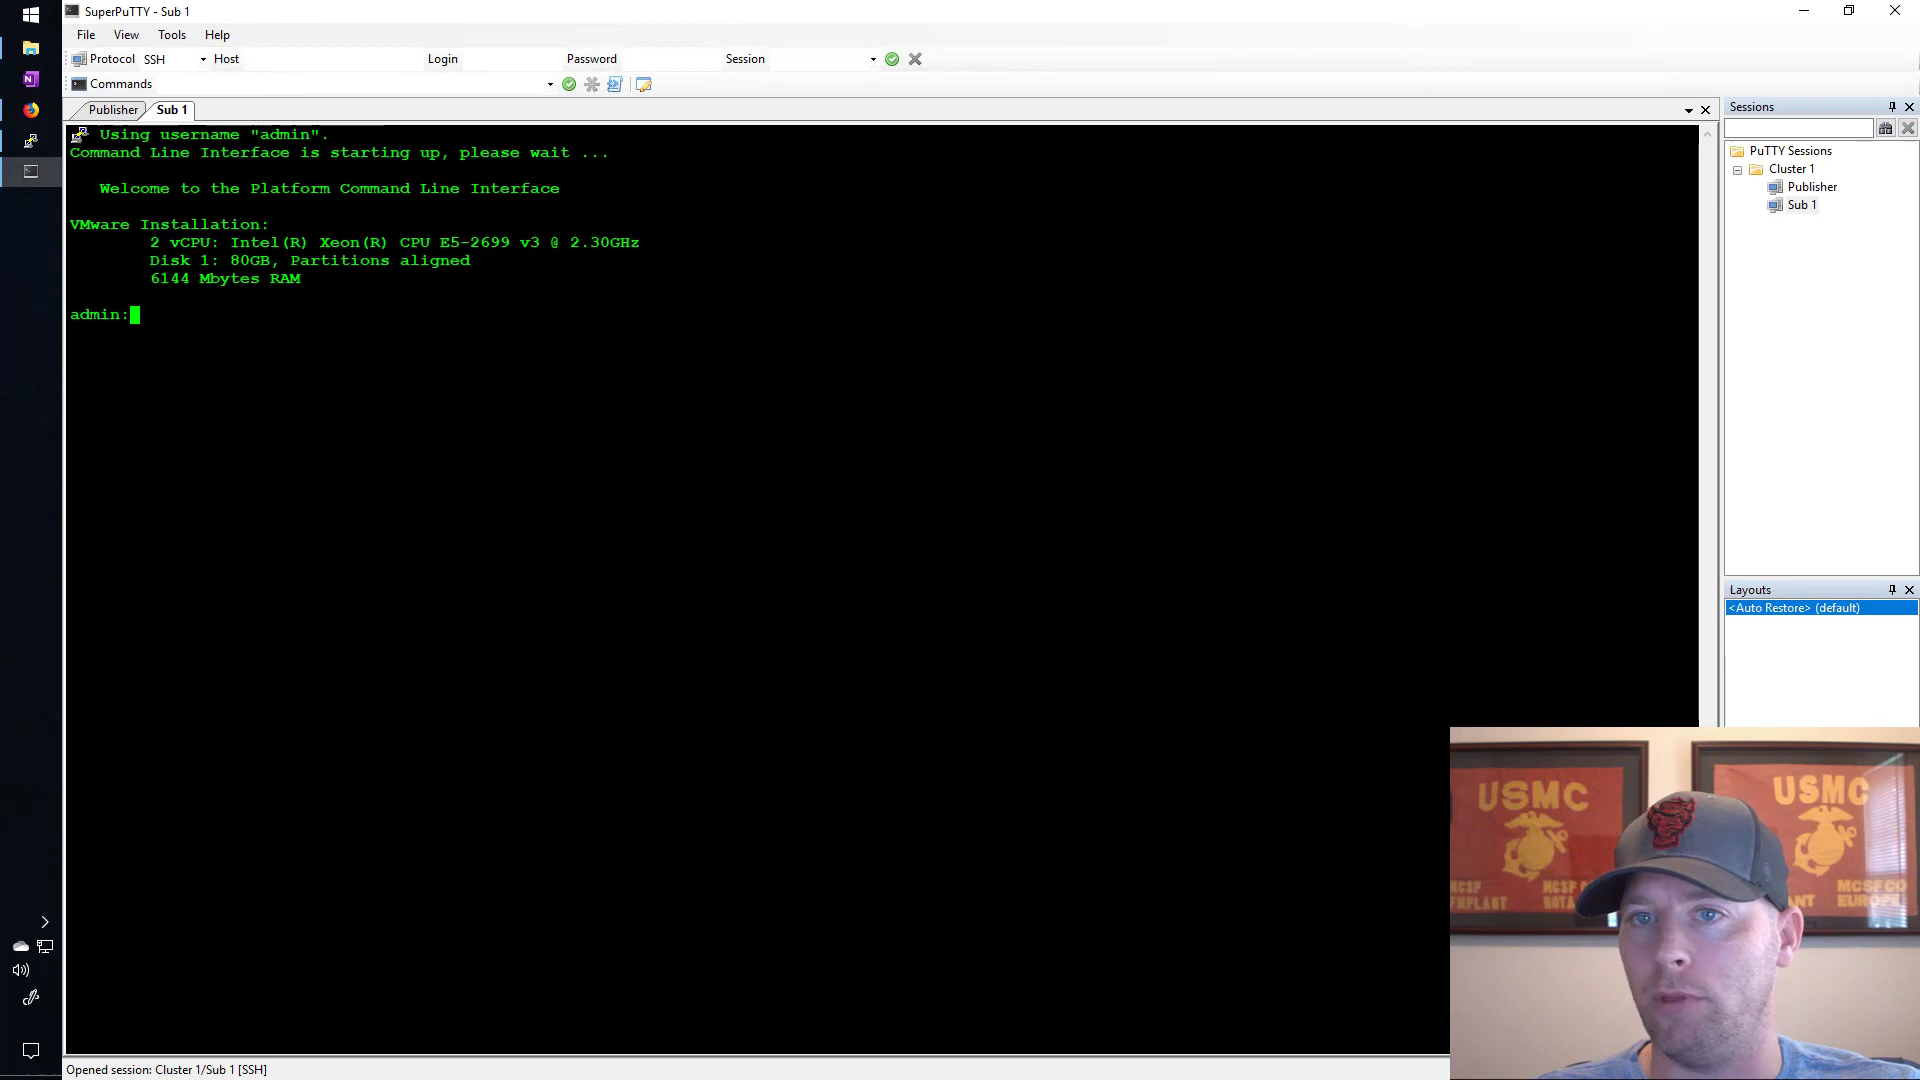 SuperPuTTY - Sub 1
File View Tools Help
Protocol SSH Host Login Password Session
Commands
Publisher Sub 1
Using username "admin".
Command Line Interface is starting up, please wait ...
Welcome to the Platform Command Line Interface
VMware Installation:
2 vCPU: Intel(R) Xeon(R) CPU E5-2699 v3 @ 2.30GHz
Disk 1: 80GB, Partitions aligned
6144 Mbytes RAM
admin:
Sessions
PuTTY Sessions
Cluster 1
Publisher
Sub 1
Layouts
<Auto Restore> (default)
USMC
MCSF
USMC
MCSFCO
EUROPE
Opened session: Cluster 1/Sub 1 [SSH]